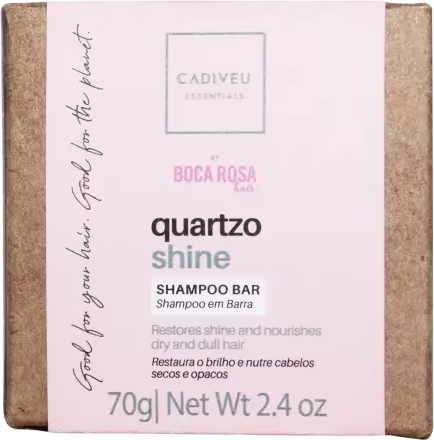 CADIVEU
ESSENTIALS
BY
BOCA ROSA
hair
quartzo
shine
SHAMPOO BAR
Shampoo em Barra
Restores shine and nourishes
dry and dull hair
Restaura o brilho e nutre cabelos
secos e opacos
70g| Net Wt 2.4 oz
Good for your hair. Good for the planet.